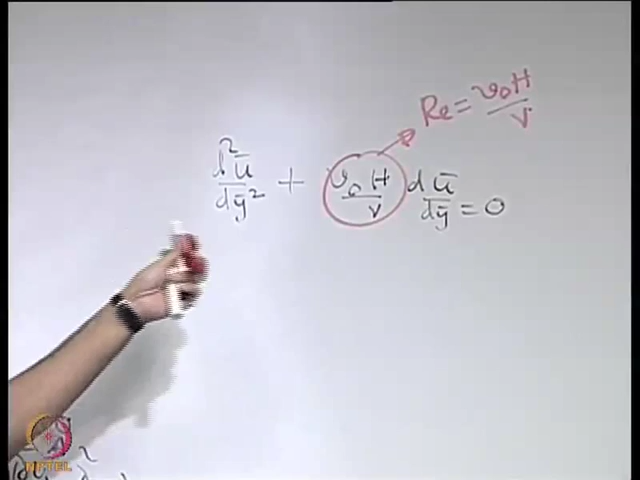 Re = v₀H/ν
d²ū/dȳ² + v₀H/ν dū/dȳ = 0
NPTEL